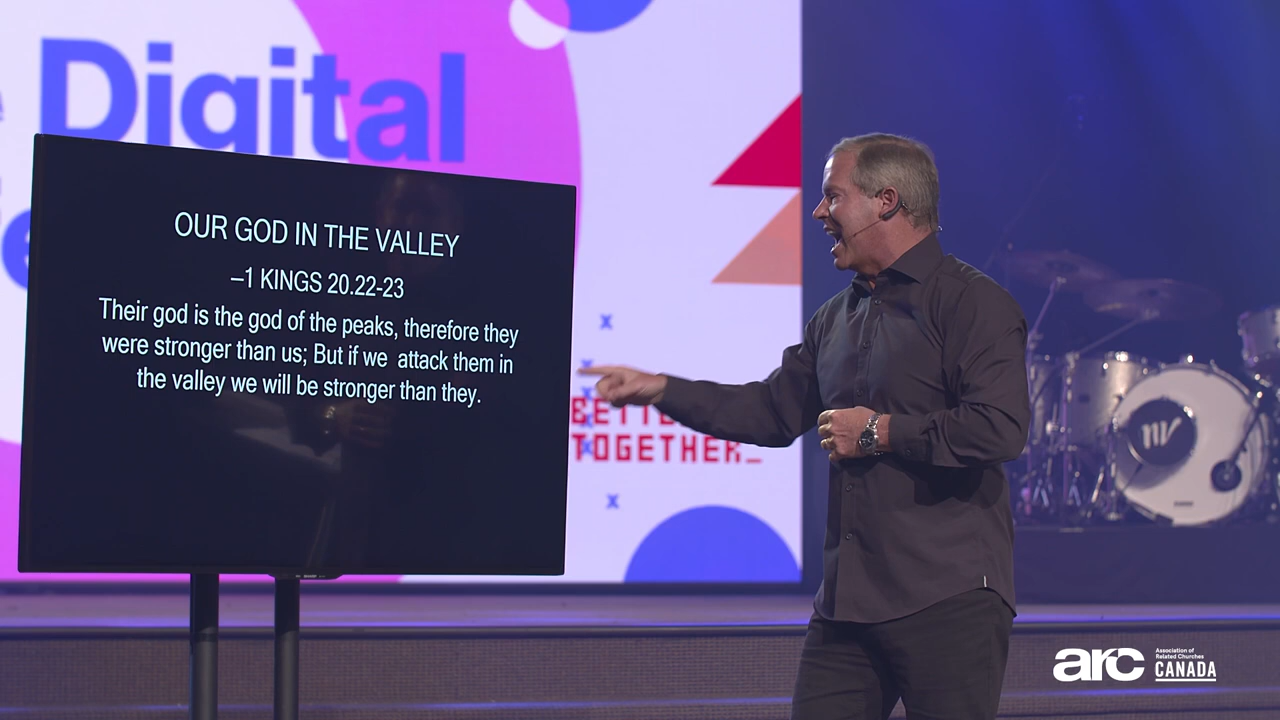 Digital
OUR GOD IN THE VALLEY
–1 KINGS 20.22-23
Their god is the god of the peaks, therefore they
were stronger than us; But if we attack them in
the valley we will be stronger than they.
TOGETHER_
arc
Association of
Related Churches
CANADA